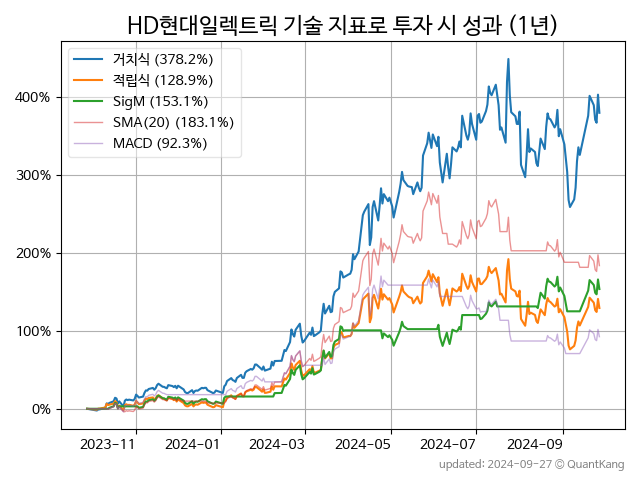 HD현대일렉트릭 기술 지표로 투자 시 성과 (1년)
거치식 (378.2%)
적립식 (128.9%)
SigM (153.1%)
SMA(20) (183.1%)
MACD (92.3%)
400%
300%
200%
100%
0%
2023-11 2024-01 2024-03 2024-05 2024-07 2024-09
updated: 2024-09-27 © QuantKang